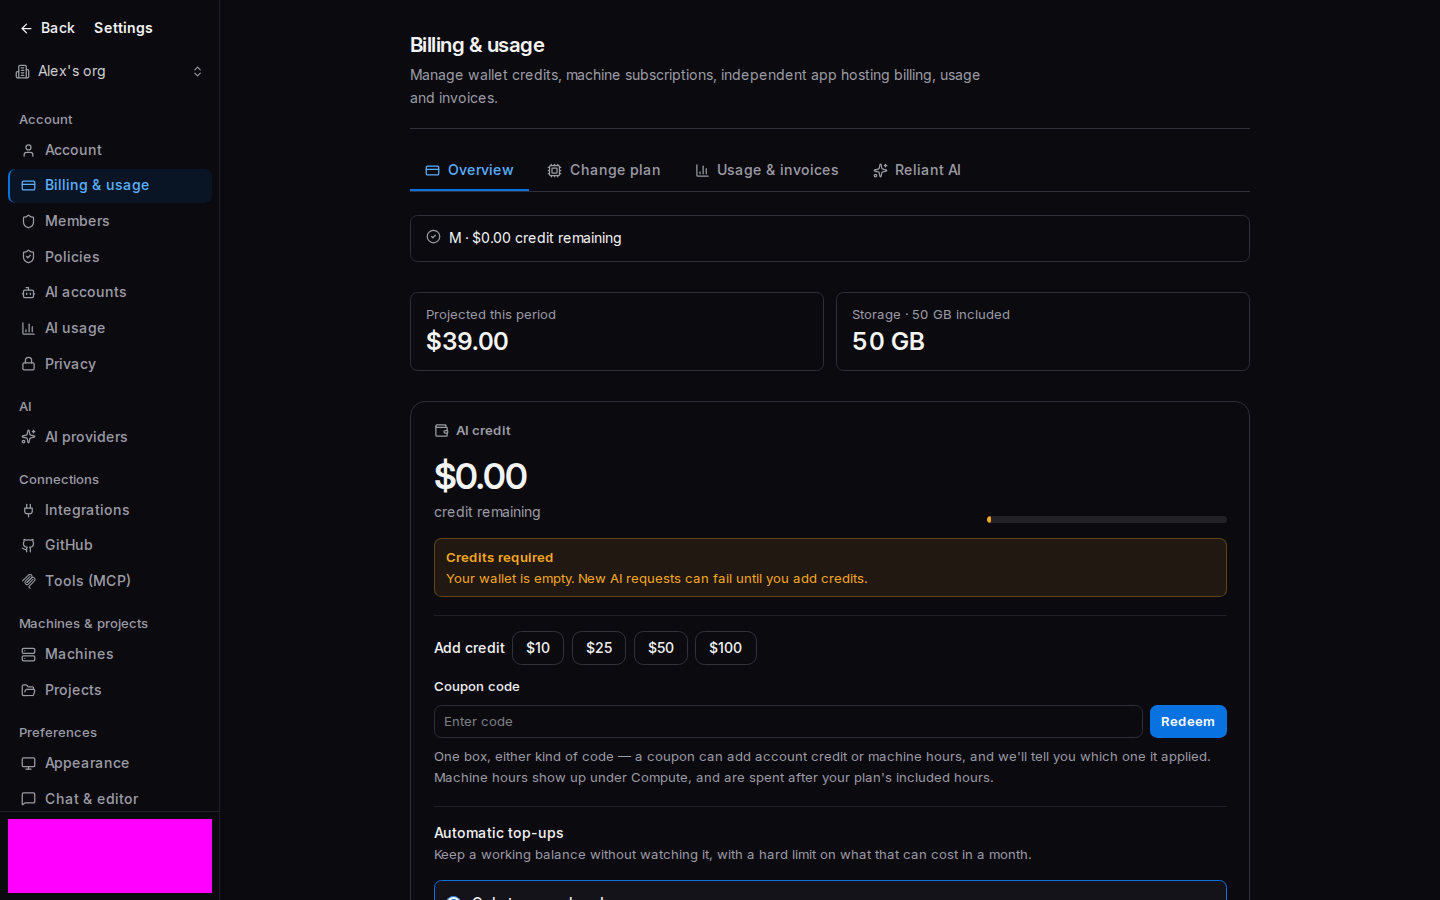 Back Settings
Alex's org
Account
Account
Billing & usage
Members
Policies
AI accounts
AI usage
Privacy
AI
AI providers
Connections
Integrations
GitHub
Tools (MCP)
Machines & projects
Machines
Projects
Preferences
Appearance
Chat & editor
Billing & usage
Manage wallet credits, machine subscriptions, independent app hosting billing, usage
and invoices.
Overview Change plan Usage & invoices Reliant AI
M · $0.00 credit remaining
Projected this period
$39.00
Storage · 50 GB included
50 GB
AI credit
$0.00
credit remaining
Credits required
Your wallet is empty. New AI requests can fail until you add credits.
Add credit $10 $25 $50 $100
Coupon code
Enter code Redeem
One box, either kind of code — a coupon can add account credit or machine hours, and we'll tell you which one it applied.
Machine hours show up under Compute, and are spent after your plan's included hours.
Automatic top-ups
Keep a working balance without watching it, with a hard limit on what that can cost in a month.